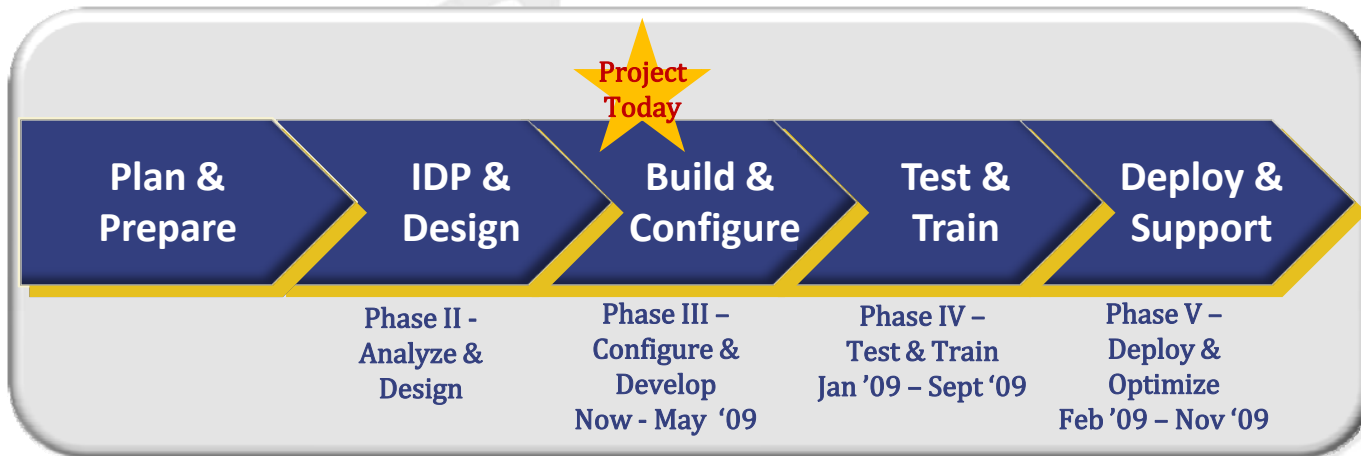 Project
Today
Plan &
Prepare
IDP &
Design
Build &
Configure
Test &
Train
Deploy &
Support
Phase II -
Analyze &
Design
Phase III –
Configure &
Develop
Now - May  ‘09
Phase IV –
Test & Train
Jan ’09 – Sept ‘09
Phase V –
Deploy &
Optimize
Feb ’09 – Nov ‘09